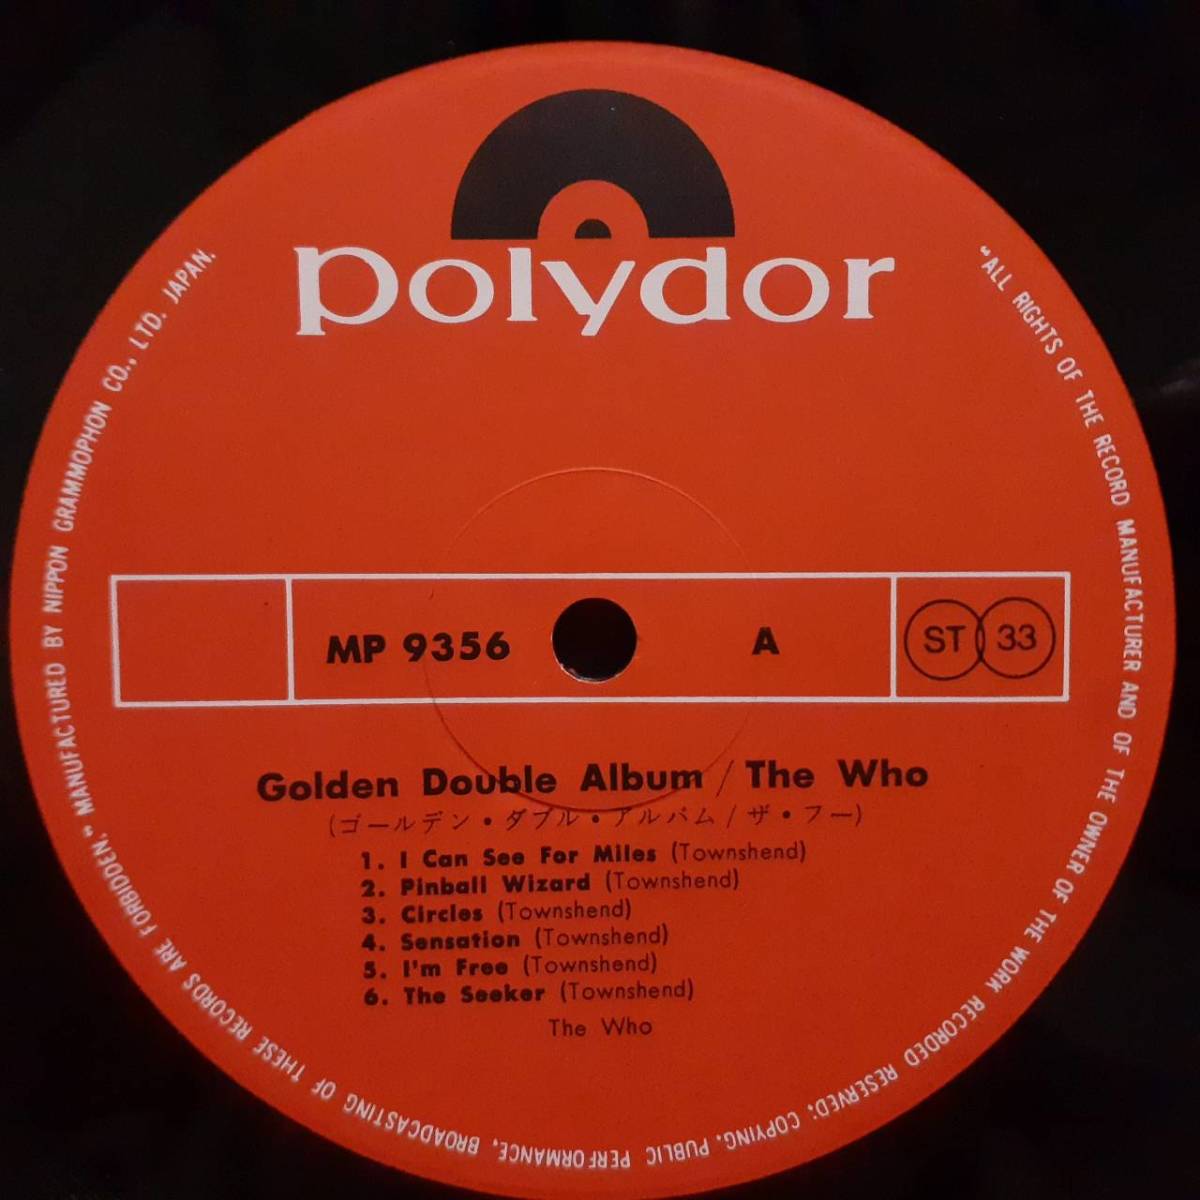 polydor
MP 9356
A
ST 33
Golden Double Album / The Who
(ゴールデン・ダブル・アルバム / ザ・フー)
1. I Can See For Miles (Townshend)
2. Pinball Wizard (Townshend)
3. Circles (Townshend)
4. Sensation (Townshend)
5. I'm Free (Townshend)
6. The Seeker (Townshend)
The Who
"ALL RIGHTS OF THE RECORD MANUFACTURER AND OF THE OWNER OF THE WORK RECORDED RESERVED; COPYING, PUBLIC PERFORMANCE, BROADCASTING OF THESE RECORDS ARE FORBIDDEN." MANUFACTURED BY NIPPON GRAMMOPHON CO., LTD. JAPAN.